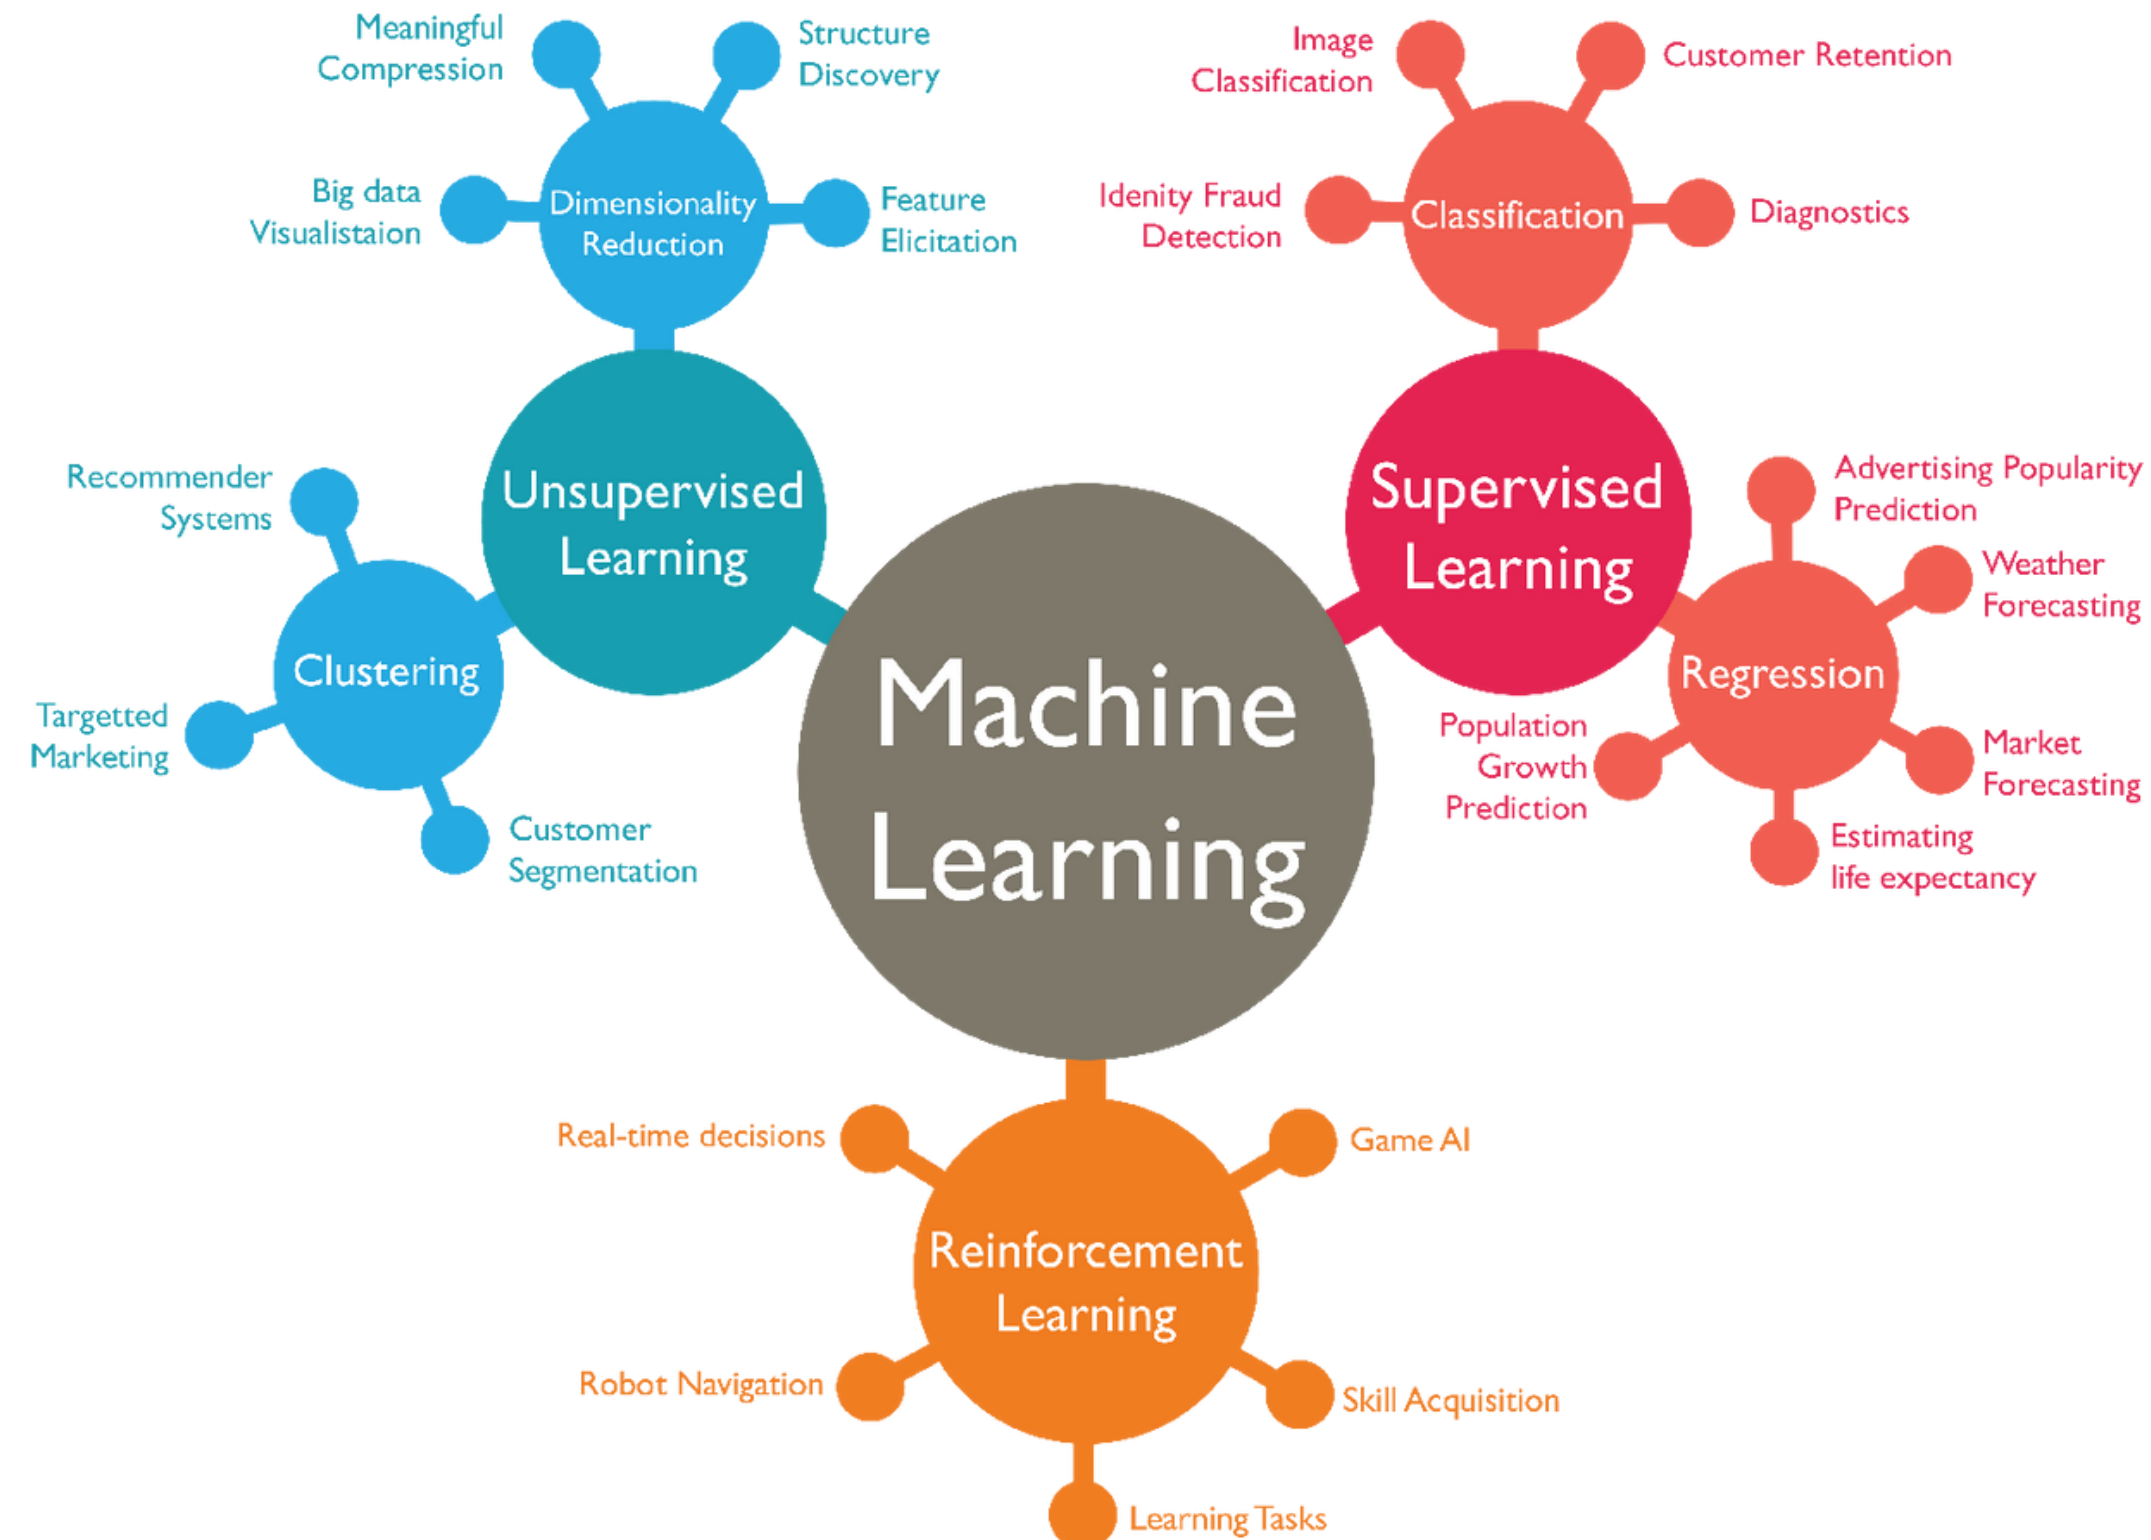 Meaningful
Compression
Structure
Discovery
Big data
Visualistaion
Dimensionality
Reduction
Feature
Elicitation
Image
Classification
Customer Retention
Idenity Fraud
Detection
Classification
Diagnostics
Unsupervised
Learning
Supervised
Learning
Recommender
Systems
Clustering
Targetted
Marketing
Customer
Segmentation
Machine
Learning
Advertising Popularity
Prediction
Weather
Forecasting
Regression
Population
Growth
Prediction
Market
Forecasting
Estimating
life expectancy
Real-time decisions
Game AI
Reinforcement
Learning
Robot Navigation
Skill Acquisition
Learning Tasks